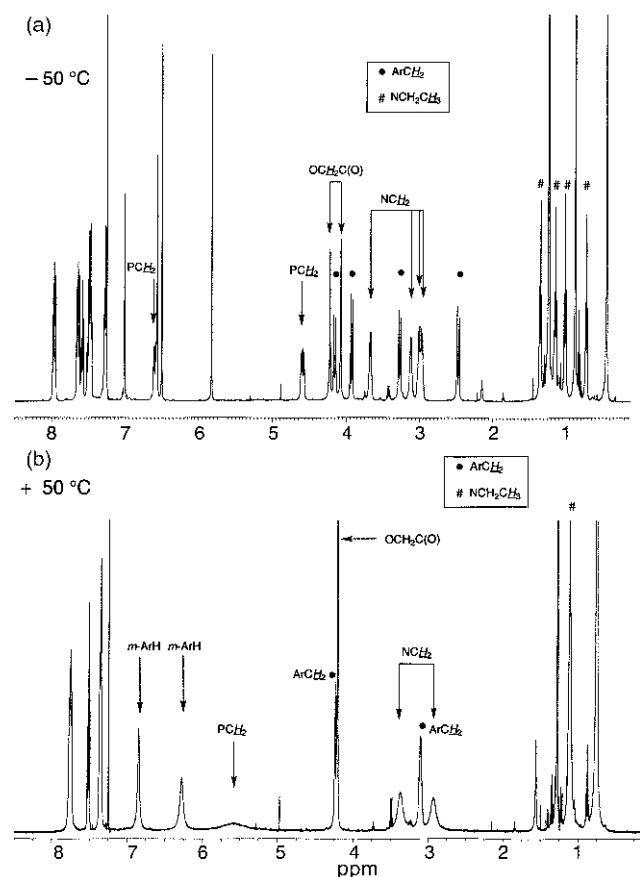 (a)
− 50 °C
● ArCH₂
# NCH₂CH₃
OCH₂C(O)
NCH₂
# # # #
PCH₂
PCH₂
● ● ● ●
8 7 6 5 4 3 2 1
(b)
+ 50 °C
● ArCH₂
# NCH₂CH₃
#
OCH₂C(O)
m-ArH m-ArH
NCH₂
ArCH₂ ●
PCH₂
● ArCH₂
8 7 6 5 4 3 2 1
ppm